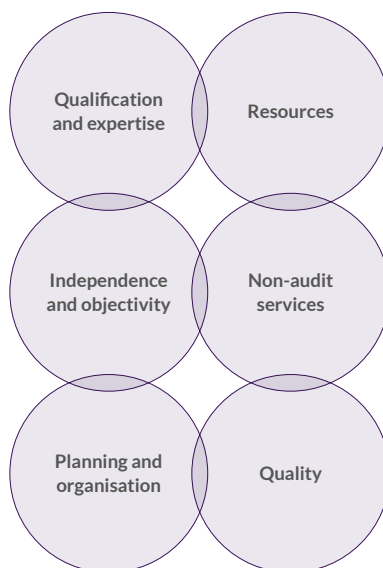 Qualification
and expertise
Resources
Independence
and objectivity
Non-audit
services
Planning and
organisation
Quality